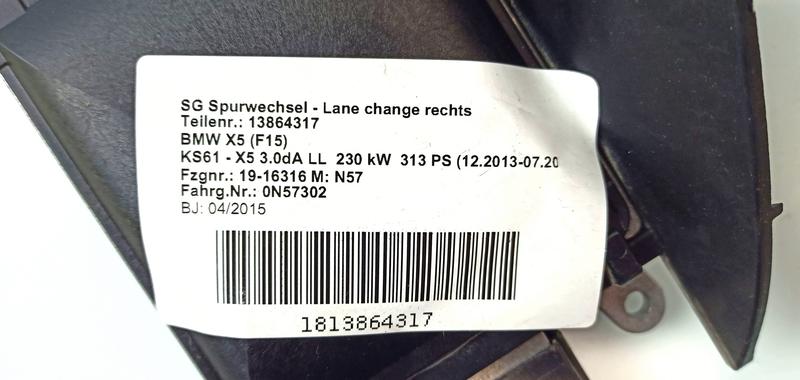 SG Spurwechsel - Lane change rechts
Teilenr.: 13864317
BMW X5 (F15)
KS61 - X5 3.0dA LL 230 kW 313 PS (12.2013-07.20
Fzgnr.: 19-16316 M: N57
Fahrg.Nr.: 0N57302
BJ: 04/2015
1813864317